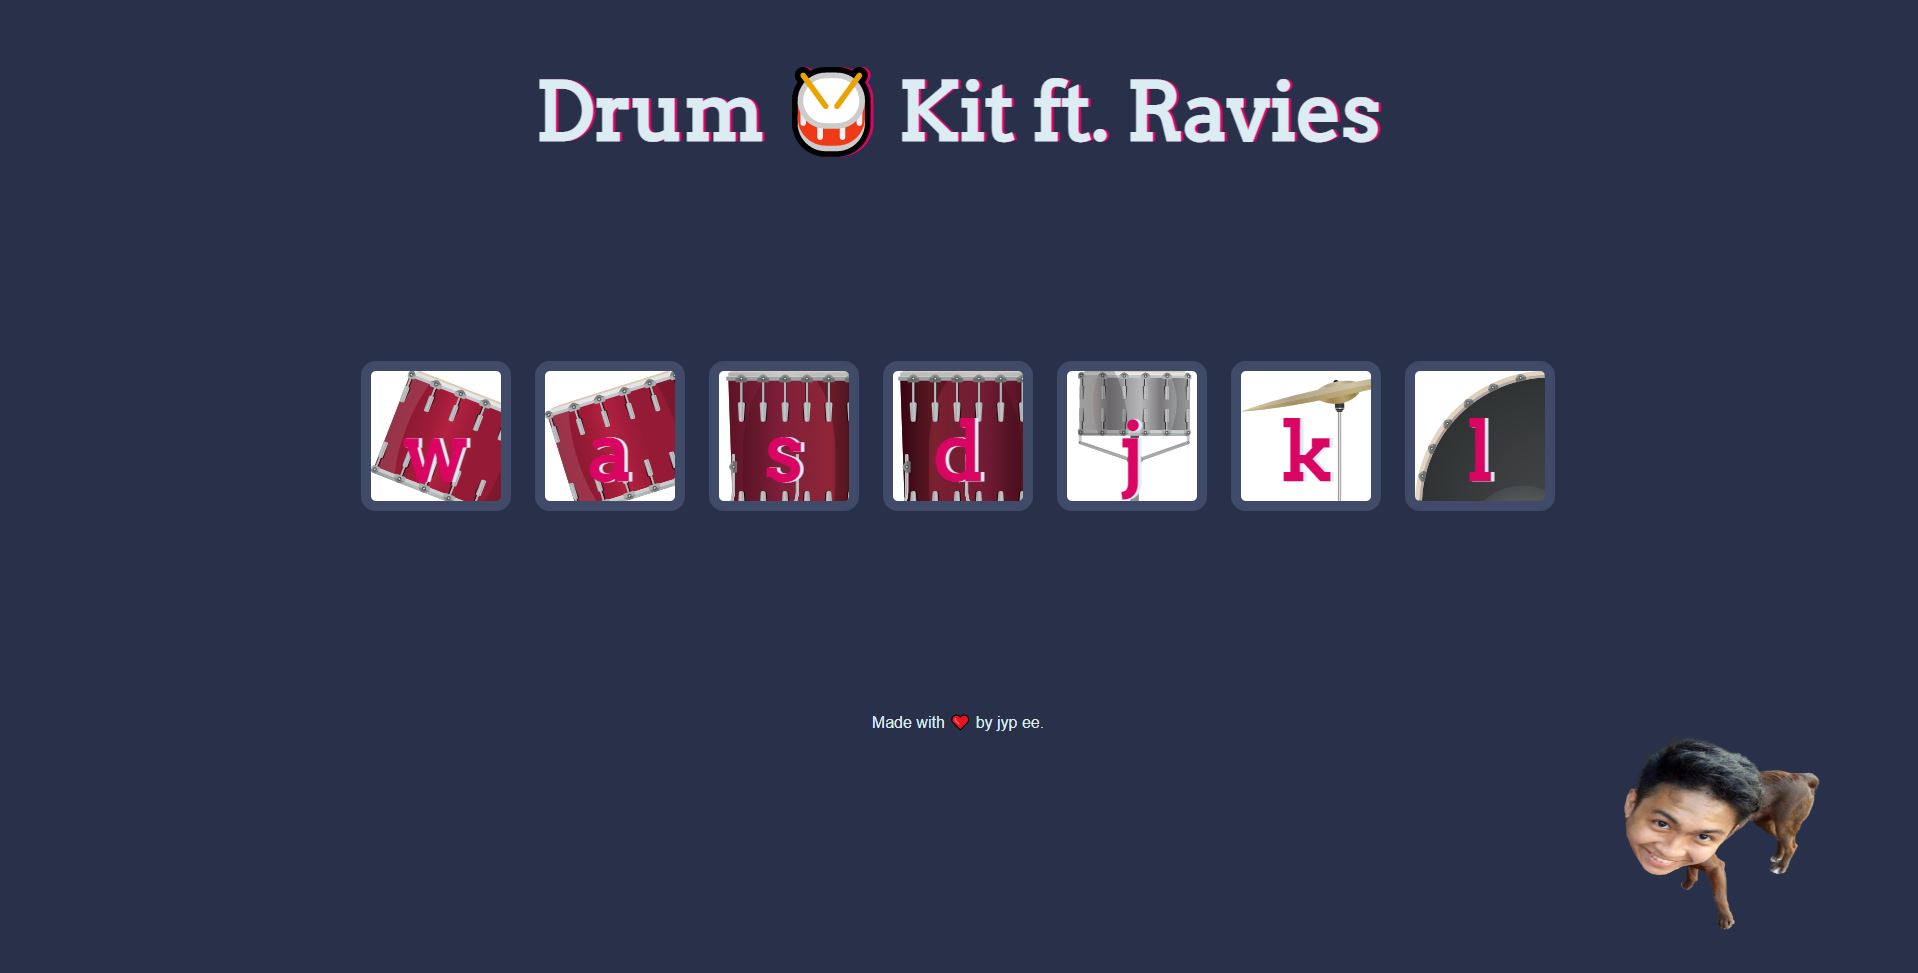 Drum 🥁 Kit ft. Ravies
w a s d j k l
Made with ❤️ by jyp ee.